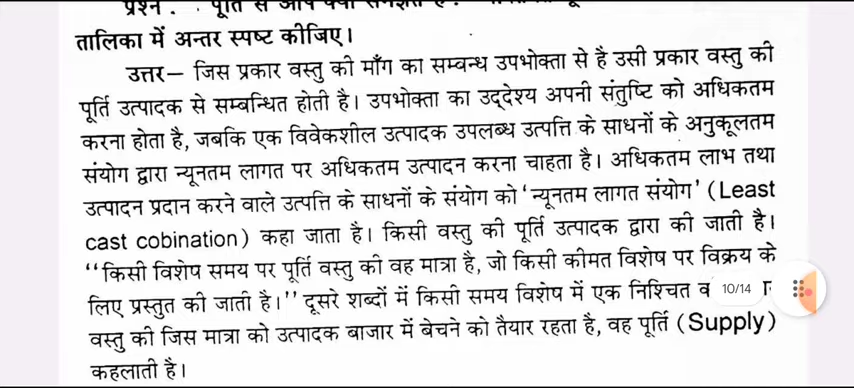 प्रश्न . . पूर्ति से आप क्या समझते
तालिका में अन्तर स्पष्ट कीजिए।
उत्तर— जिस प्रकार वस्तु की माँग का सम्बन्ध उपभोक्ता से है उसी प्रकार वस्तु की
पूर्ति उत्पादक से सम्बन्धित होती है। उपभोक्ता का उद्देश्य अपनी संतुष्टि को अधिकतम
करना होता है, जबकि एक विवेकशील उत्पादक उपलब्ध उत्पत्ति के साधनों के अनुकूलतम
संयोग द्वारा न्यूनतम लागत पर अधिकतम उत्पादन करना चाहता है। अधिकतम लाभ तथा
उत्पादन प्रदान करने वाले उत्पत्ति के साधनों के संयोग को ‘न्यूनतम लागत संयोग’ (Least
cast cobination) कहा जाता है। किसी वस्तु की पूर्ति उत्पादक द्वारा की जाती है।
‘‘किसी विशेष समय पर पूर्ति वस्तु की वह मात्रा है, जो किसी कीमत विशेष पर विक्रय के
लिए प्रस्तुत की जाती है।’’ दूसरे शब्दों में किसी समय विशेष में एक निश्चित 10/14
वस्तु की जिस मात्रा को उत्पादक बाजार में बेचने को तैयार रहता है, वह पूर्ति (Supply)
कहलाती है।